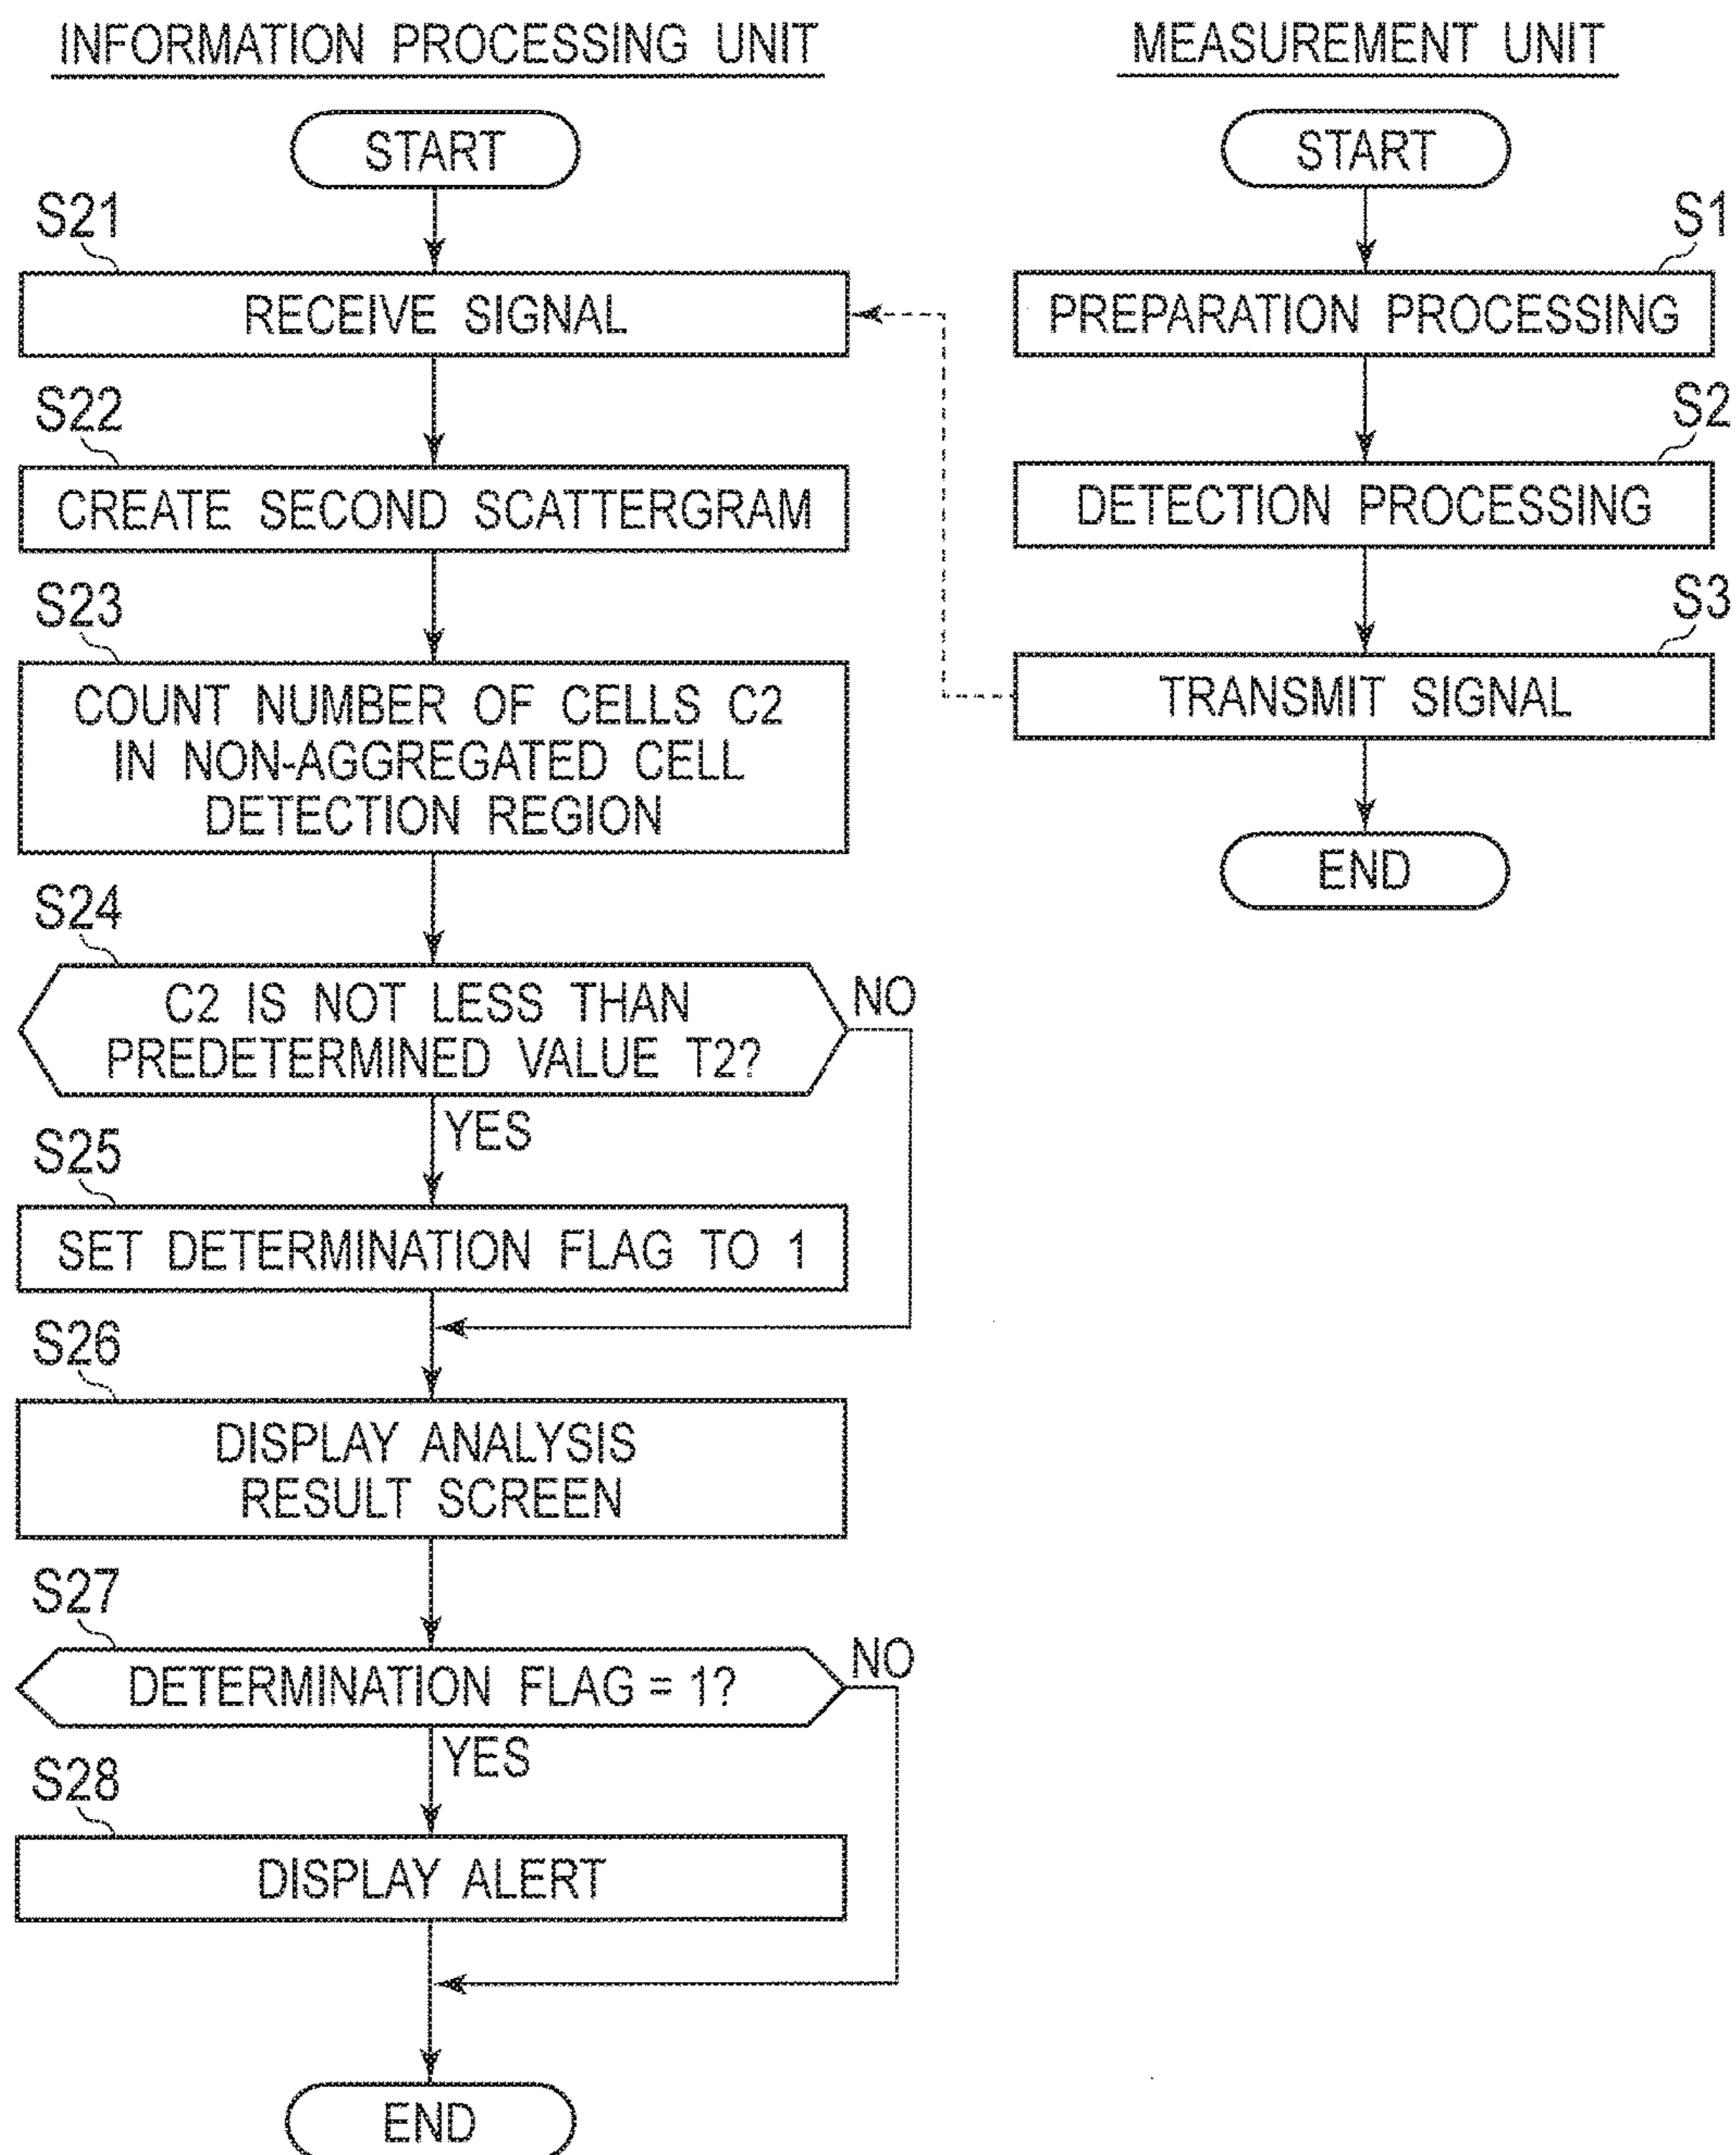 INFORMATION PROCESSING UNIT
START
S21
RECEIVE SIGNAL
S22
CREATE SECOND SCATTERGRAM
S23
COUNT NUMBER OF CELLS C2
IN NON-AGGREGATED CELL
DETECTION REGION
S24
C2 IS NOT LESS THAN
PREDETERMINED VALUE T2?
NO
YES
S25
SET DETERMINATION FLAG TO 1
S26
DISPLAY ANALYSIS
RESULT SCREEN
S27
DETERMINATION FLAG = 1?
NO
YES
S28
DISPLAY ALERT
END
MEASUREMENT UNIT
START
S1
PREPARATION PROCESSING
S2
DETECTION PROCESSING
S3
TRANSMIT SIGNAL
END